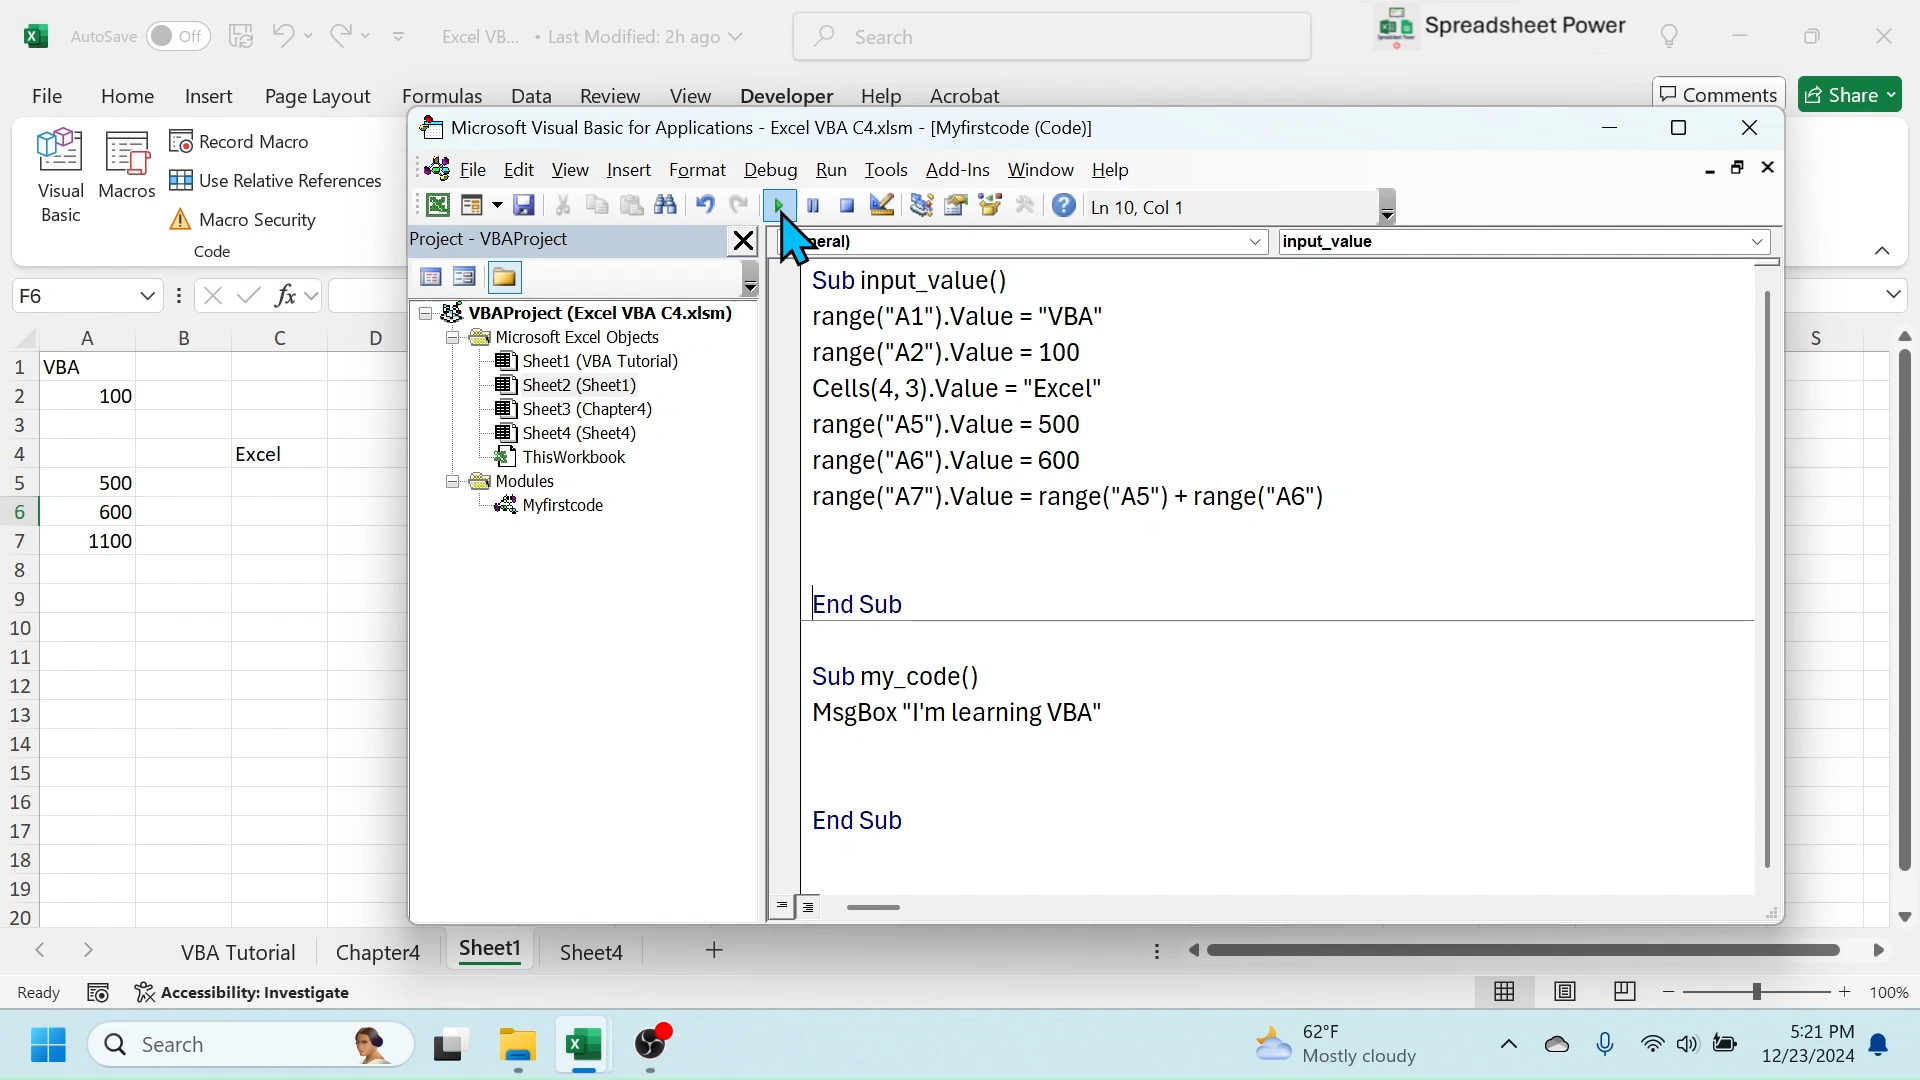 AutoSave Off Excel VB... • Last Modified: 2h ago Search Spreadsheet Power
File Home Insert Page Layout Formulas Data Review View Developer Help Acrobat Comments Share
Visual Basic
Macros
Record Macro
Use Relative References
Macro Security
Code
Microsoft Visual Basic for Applications - Excel VBA C4.xlsm - [Myfirstcode (Code)]
File Edit View Insert Format Debug Run Tools Add-Ins Window Help
Ln 10, Col 1
Project - VBAProject
VBAProject (Excel VBA C4.xlsm)
Microsoft Excel Objects
Sheet1 (VBA Tutorial)
Sheet2 (Sheet1)
Sheet3 (Chapter4)
Sheet4 (Sheet4)
ThisWorkbook
Modules
Myfirstcode
input_value
Sub input_value()
range("A1").Value = "VBA"
range("A2").Value = 100
Cells(4, 3).Value = "Excel"
range("A5").Value = 500
range("A6").Value = 600
range("A7").Value = range("A5") + range("A6")
End Sub
Sub my_code()
MsgBox "I'm learning VBA"
End Sub
F6 fx
A B C D S
1 VBA
2 100
3
4 Excel
5 500
6 600
7 1100
8
9
10
11
12
13
14
15
16
17
18
19
20
VBA Tutorial Chapter4 Sheet1 Sheet4 +
Ready Accessibility: Investigate 100%
Search 62°F 5:21 PM
Mostly cloudy 12/23/2024